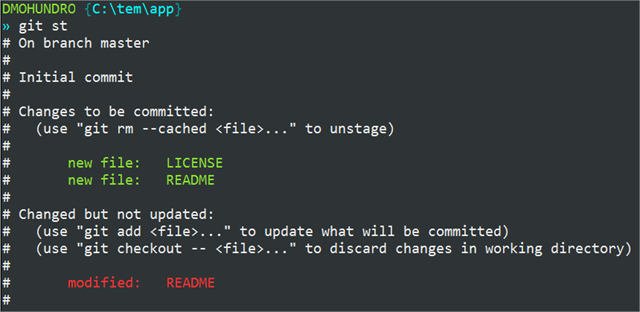 DMOHUNDRO {C:\tem\app}
» git st
# On branch master
#
# Initial commit
#
# Changes to be committed:
#   (use "git rm --cached <file>..." to unstage)
#
#       new file:   LICENSE
#       new file:   README
#
# Changed but not updated:
#   (use "git add <file>..." to update what will be committed)
#   (use "git checkout -- <file>..." to discard changes in working directory)
#
#       modified:   README
#